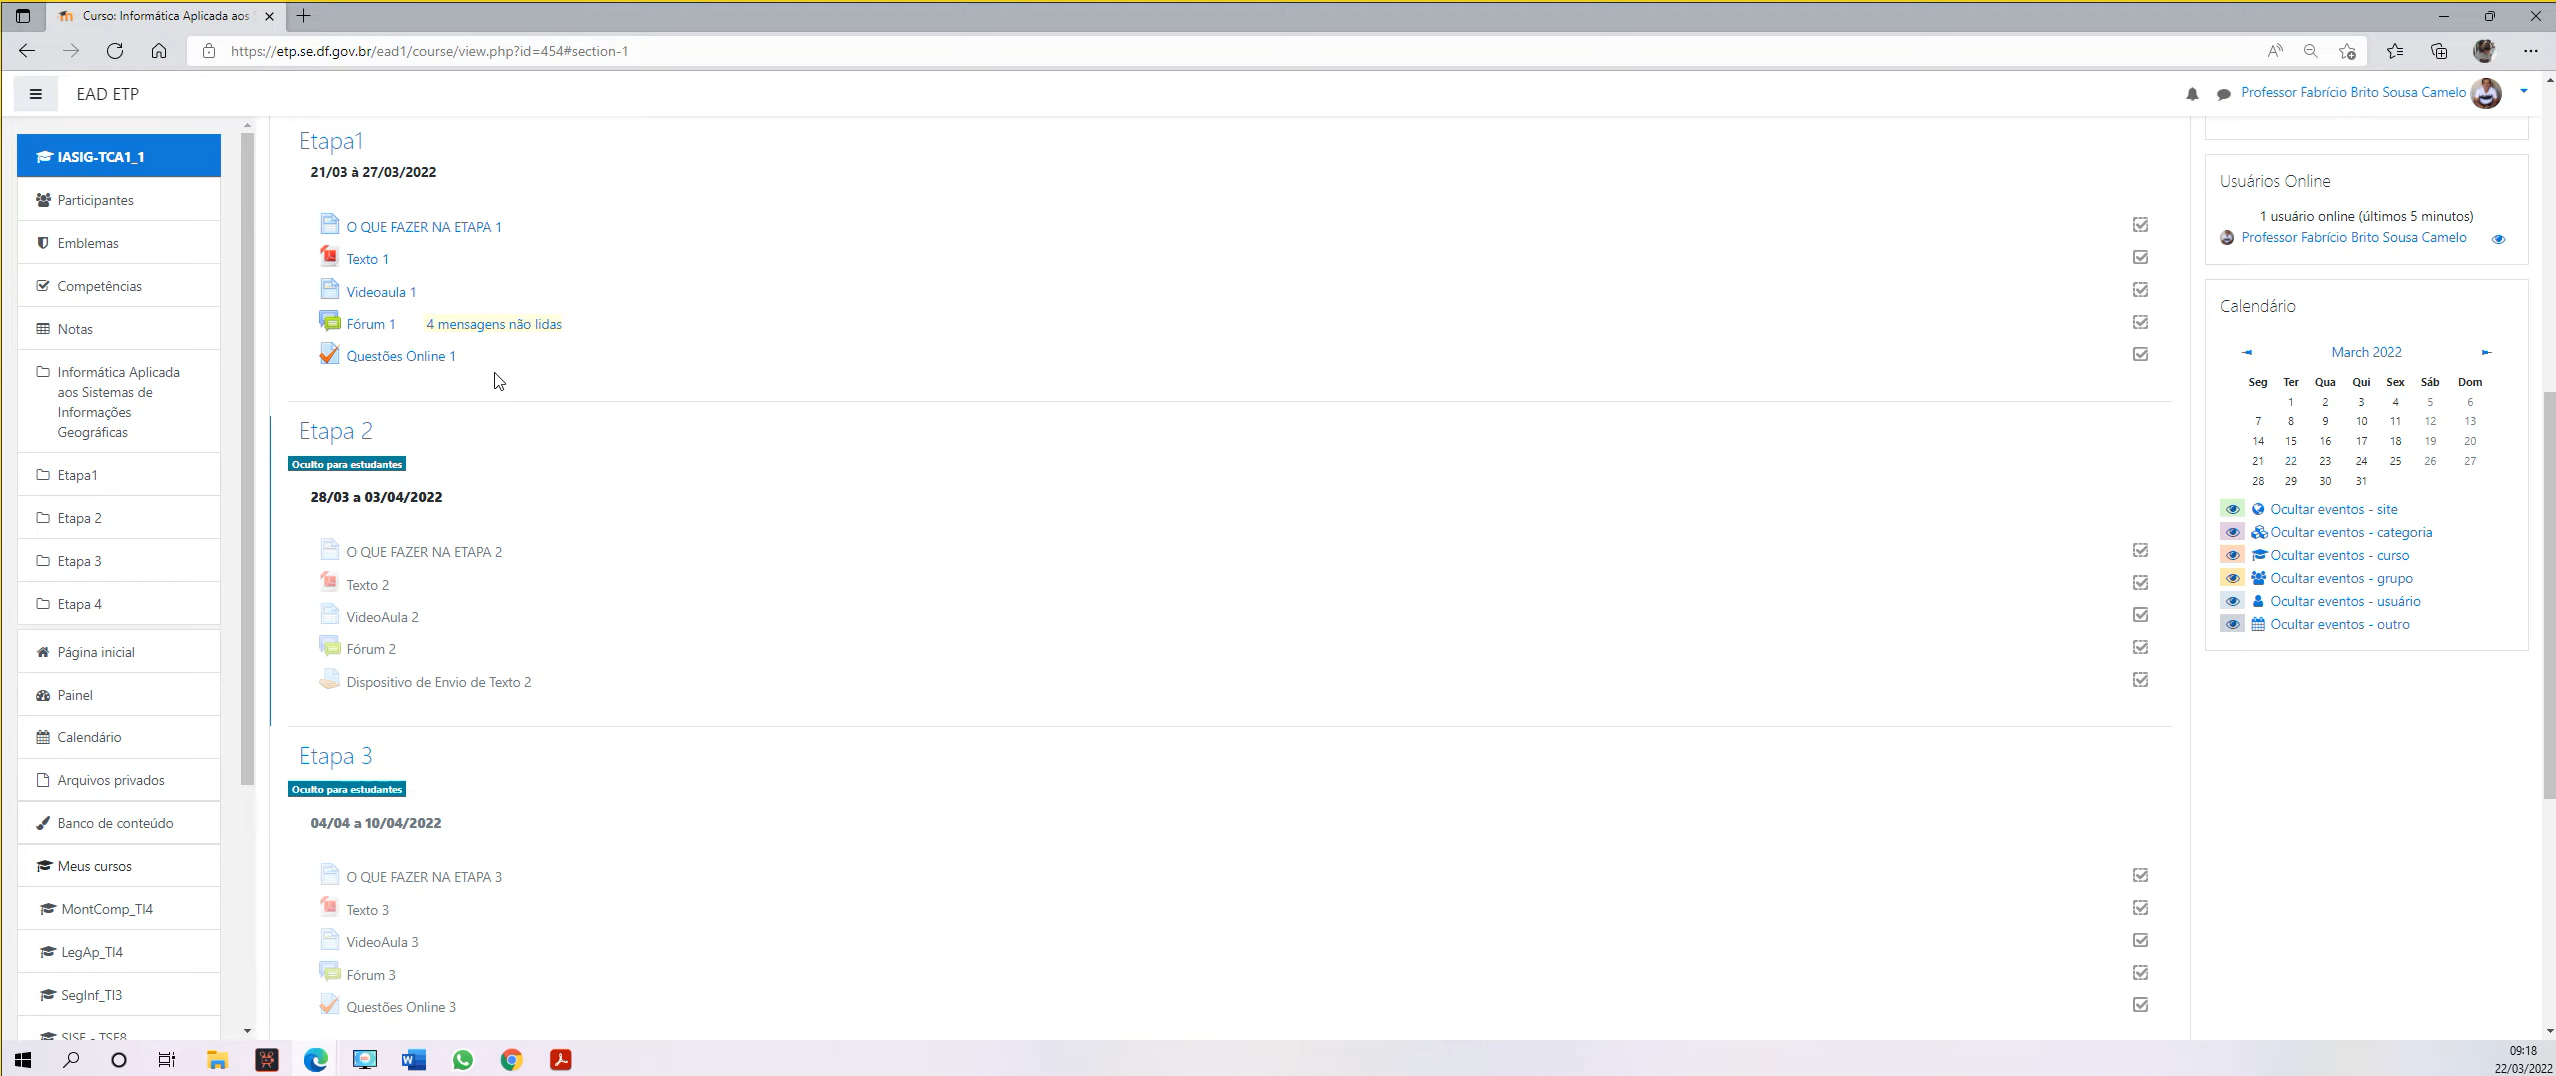 Curso: Informática Aplicada aos
https://etp.se.df.gov.br/ead1/course/view.php?id=454#section-1
EAD ETP
Professor Fabrício Brito Sousa Camelo
IASIG-TCA1_1
Participantes
Emblemas
Competências
Notas
Informática Aplicada
aos Sistemas de
Informações
Geográficas
Etapa1
Etapa 2
Etapa 3
Etapa 4
Página inicial
Painel
Calendário
Arquivos privados
Banco de conteúdo
Meus cursos
MontComp_TI4
LegAp_TI4
SegInf_TI3
SISE - TSE8
Etapa1
21/03 à 27/03/2022
O QUE FAZER NA ETAPA 1
Texto 1
Videoaula 1
Fórum 1 4 mensagens não lidas
Questões Online 1
Etapa 2
Oculto para estudantes
28/03 a 03/04/2022
O QUE FAZER NA ETAPA 2
Texto 2
VideoAula 2
Fórum 2
Dispositivo de Envio de Texto 2
Etapa 3
Oculto para estudantes
04/04 a 10/04/2022
O QUE FAZER NA ETAPA 3
Texto 3
VideoAula 3
Fórum 3
Questões Online 3
Usuários Online
1 usuário online (últimos 5 minutos)
Professor Fabrício Brito Sousa Camelo
Calendário
◄ March 2022 ►
Seg Ter Qua Qui Sex Sáb Dom
1 2 3 4 5 6
7 8 9 10 11 12 13
14 15 16 17 18 19 20
21 22 23 24 25 26 27
28 29 30 31
Ocultar eventos - site
Ocultar eventos - categoria
Ocultar eventos - curso
Ocultar eventos - grupo
Ocultar eventos - usuário
Ocultar eventos - outro
09:18
22/03/2022